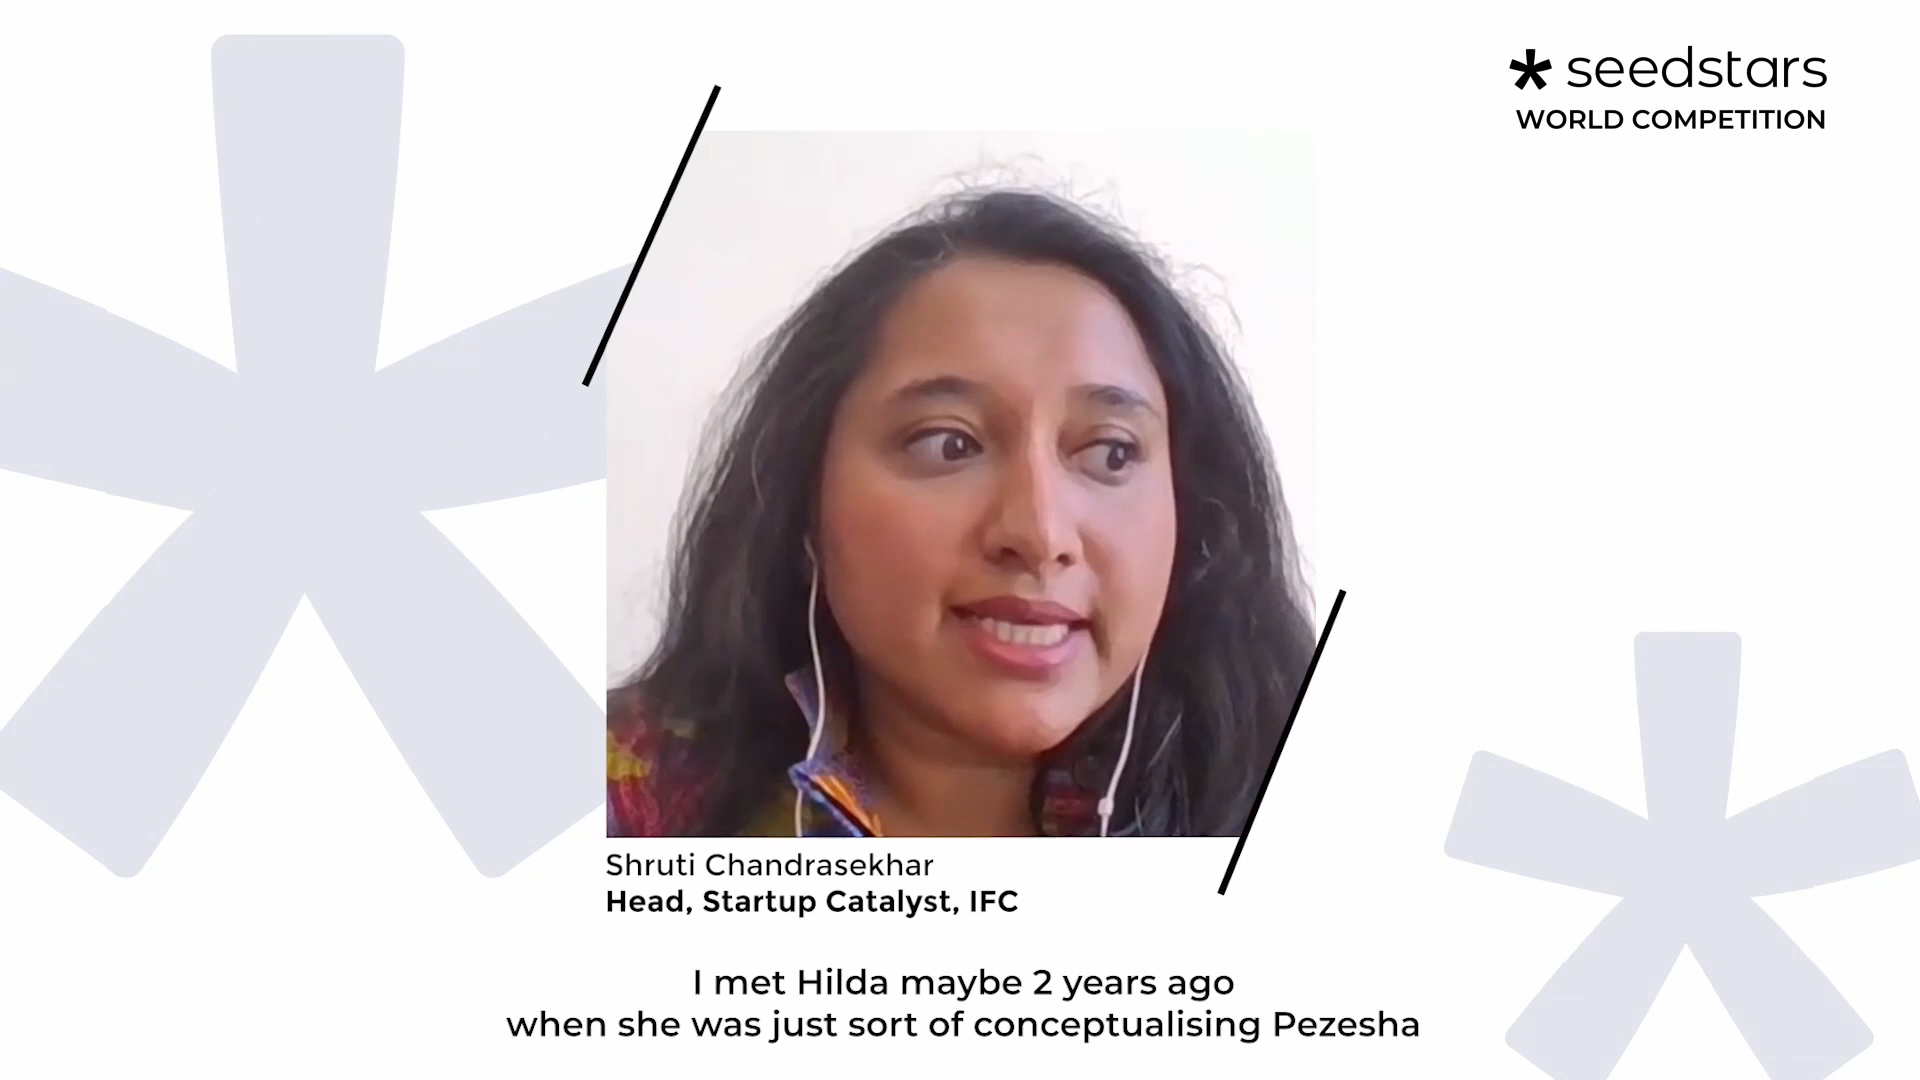 seedstars
WORLD COMPETITION
Shruti Chandrasekhar
Head, Startup Catalyst, IFC
I met Hilda maybe 2 years ago
when she was just sort of conceptualising Pezesha